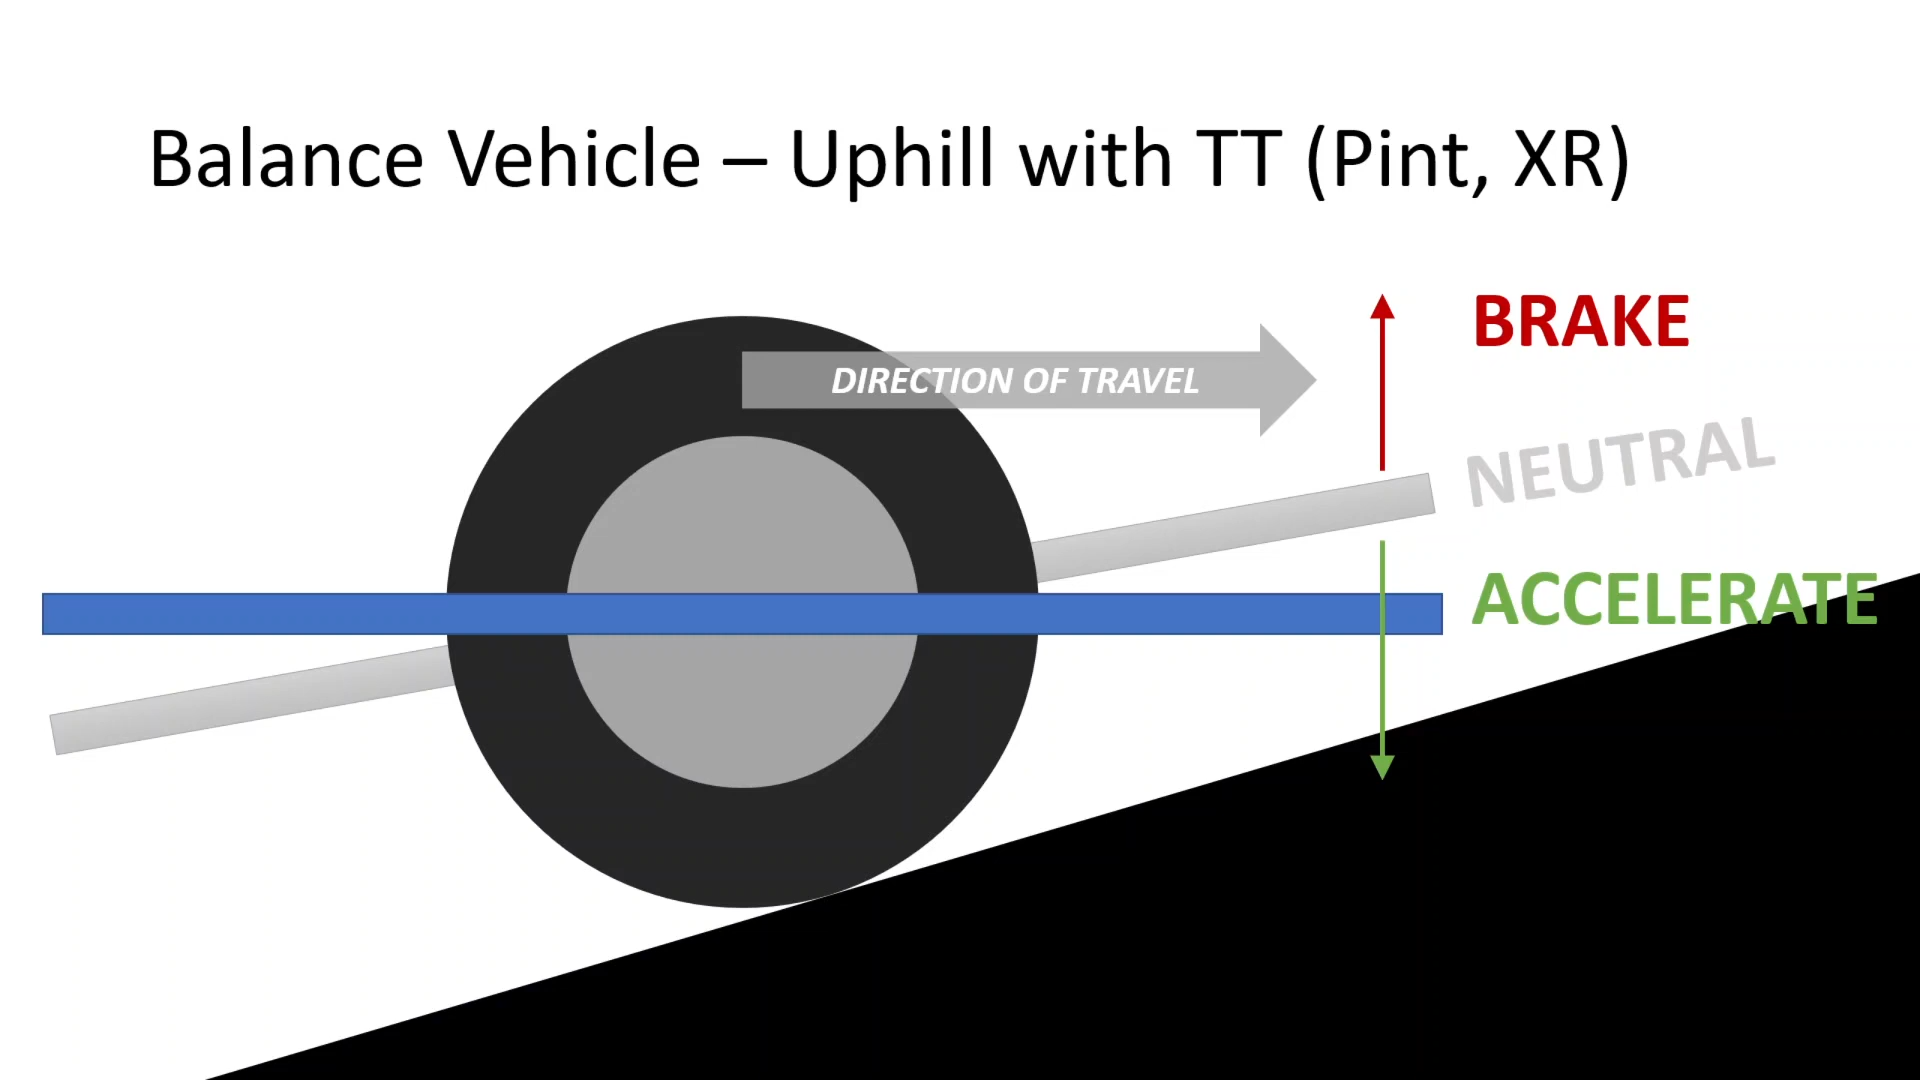 Balance Vehicle – Uphill with TT (Pint, XR)
BRAKE
DIRECTION OF TRAVEL
NEUTRAL
ACCELERATE